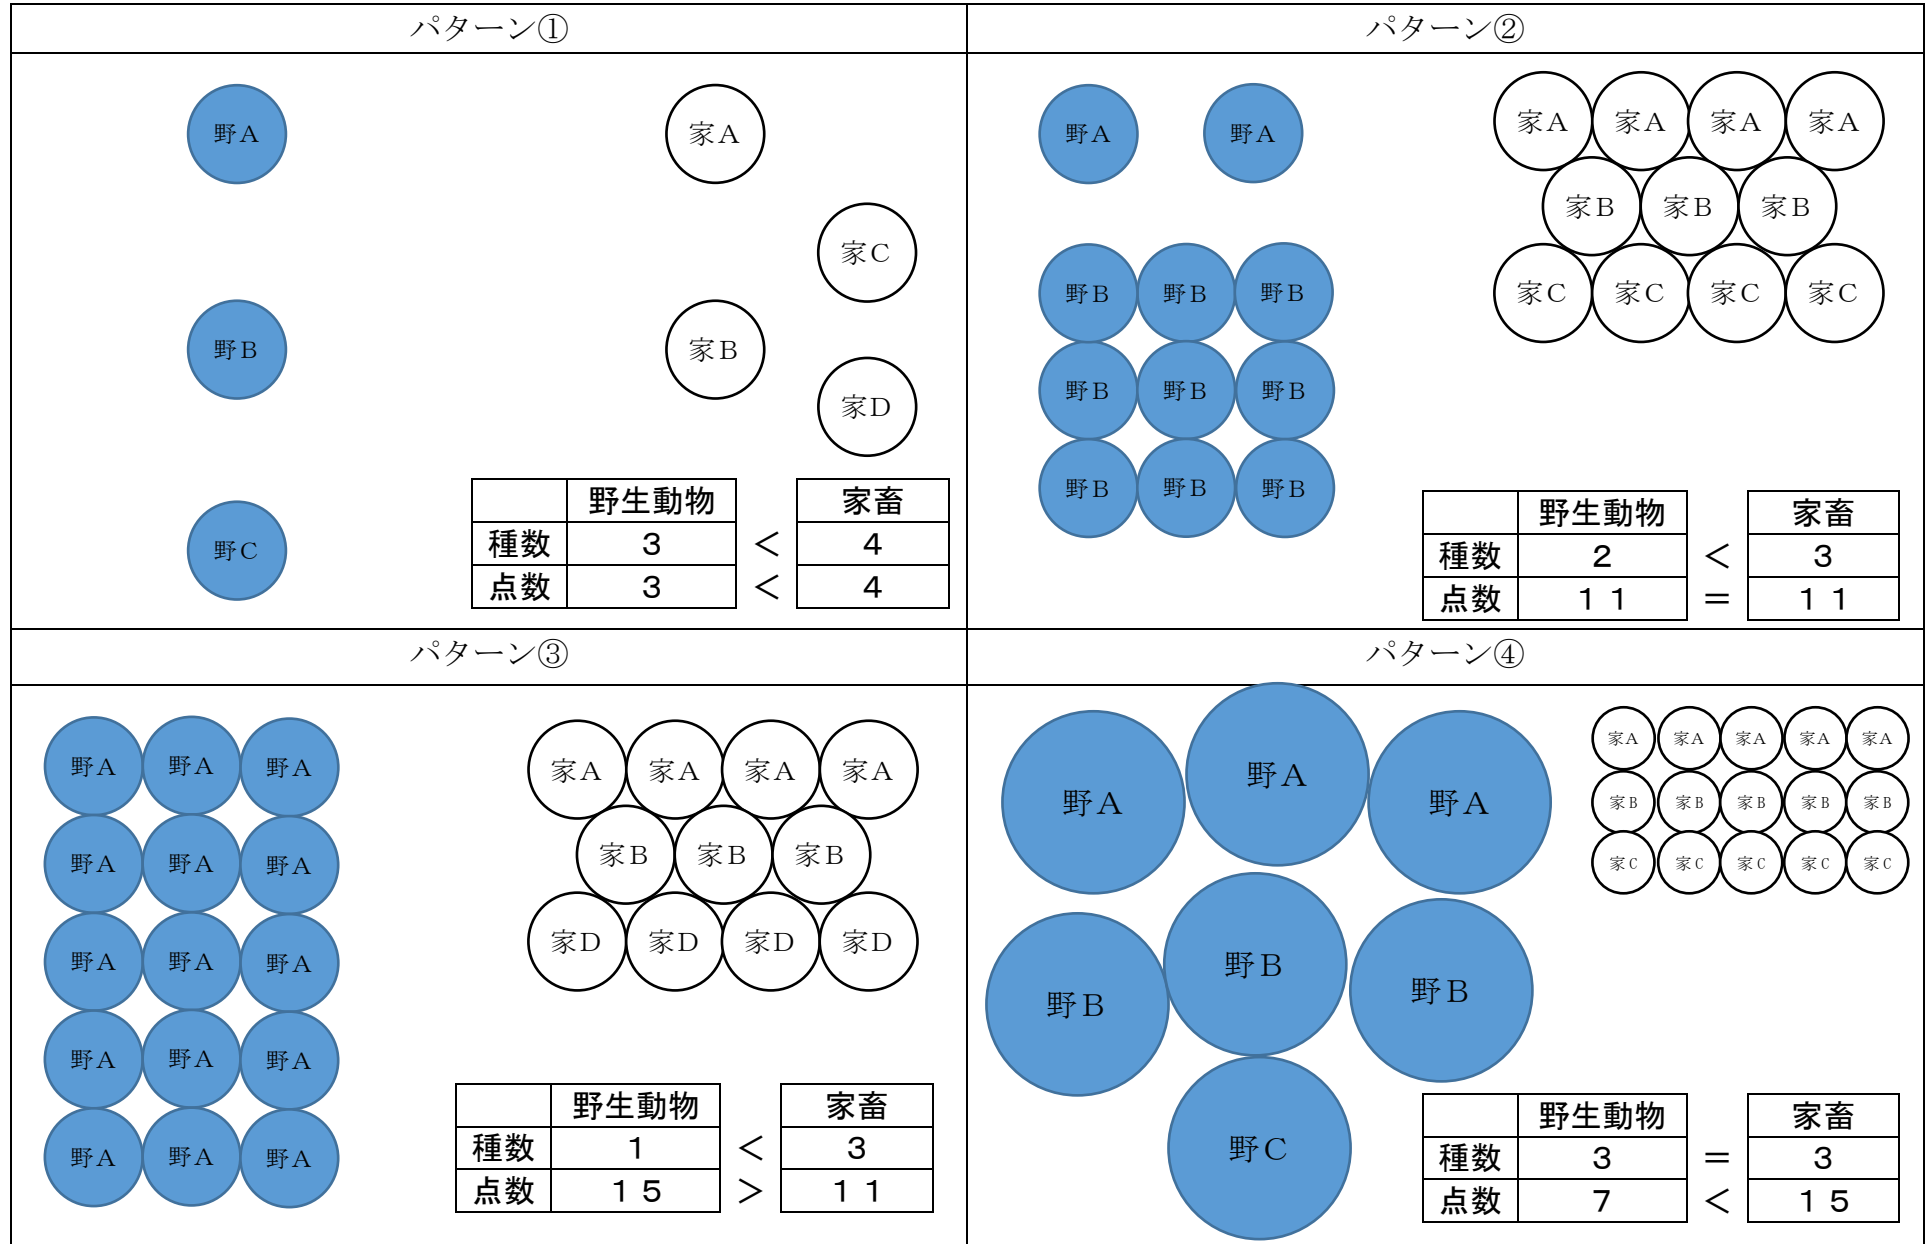 パターン①
野A
家A
家C
野B
家B
家D
野C
野生動物 家畜
種数 3 < 4
点数 3 < 4
パターン②
野A 野A
家A 家A 家A 家A
家B 家B 家B
家C 家C 家C 家C
野B 野B 野B
野B 野B 野B
野B 野B 野B
野生動物 家畜
種数 2 < 3
点数 11 = 11
パターン③
野A 野A 野A
野A 野A 野A
野A 野A 野A
野A 野A 野A
野A 野A 野A
家A 家A 家A 家A
家B 家B 家B
家D 家D 家D 家D
野生動物 家畜
種数 1 < 3
点数 15 > 11
パターン④
野A 野A 野A
野B 野B 野B
野C
家A 家A 家A 家A 家A
家B 家B 家B 家B 家B
家C 家C 家C 家C 家C
野生動物 家畜
種数 3 = 3
点数 7 < 15